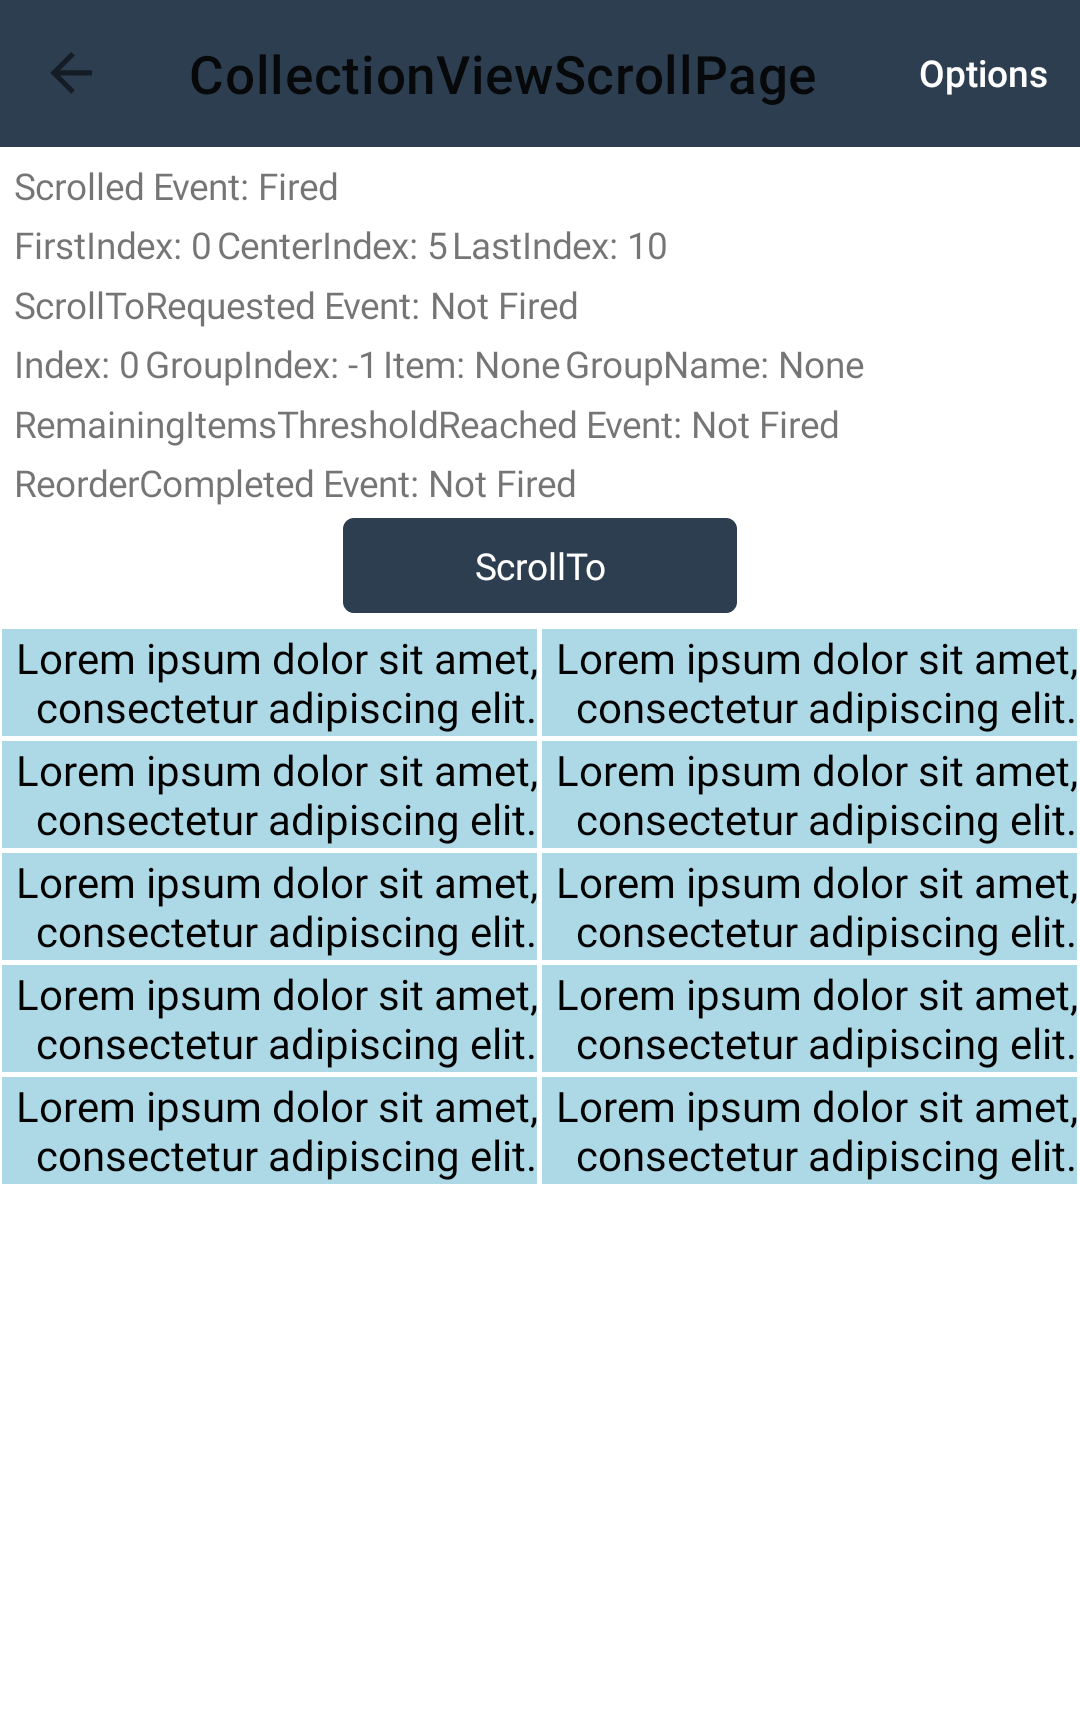 CollectionViewScrollPage Options
Scrolled Event: Fired
FirstIndex: 0 CenterIndex: 5 LastIndex: 10
ScrollToRequested Event: Not Fired
Index: 0 GroupIndex: -1 Item: None GroupName: None
RemainingItemsThresholdReached Event: Not Fired
ReorderCompleted Event: Not Fired
ScrollTo
Lorem ipsum dolor sit amet,
consectetur adipiscing elit.
Lorem ipsum dolor sit amet,
consectetur adipiscing elit.
Lorem ipsum dolor sit amet,
consectetur adipiscing elit.
Lorem ipsum dolor sit amet,
consectetur adipiscing elit.
Lorem ipsum dolor sit amet,
consectetur adipiscing elit.
Lorem ipsum dolor sit amet,
consectetur adipiscing elit.
Lorem ipsum dolor sit amet,
consectetur adipiscing elit.
Lorem ipsum dolor sit amet,
consectetur adipiscing elit.
Lorem ipsum dolor sit amet,
consectetur adipiscing elit.
Lorem ipsum dolor sit amet,
consectetur adipiscing elit.